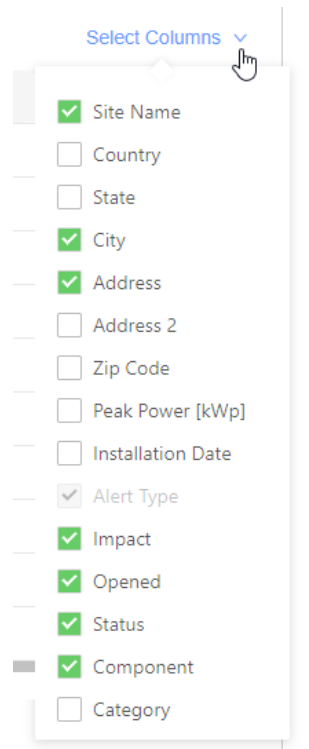 Select Columns
Site Name
Country
State
City
Address
Address 2
Zip Code
Peak Power [kWp]
Installation Date
Alert Type
Impact
Opened
Status
Component
Category